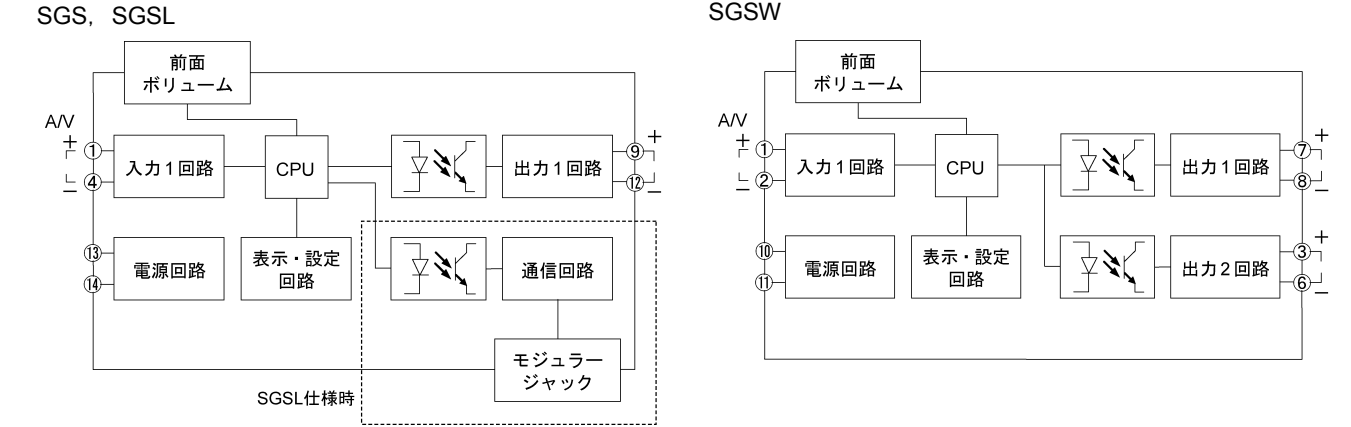 SGS, SGSL
前面
ボリューム
A/V
+
①
④
−
入力1回路
CPU
出力1回路
⑨
+
⑫
−
⑬
⑭
電源回路
表示・設定
回路
通信回路
モジュラー
ジャック
SGSL仕様時
SGSW
前面
ボリューム
A/V
+
①
②
−
入力1回路
CPU
出力1回路
+
⑦
⑧
−
⑩
⑪
電源回路
表示・設定
回路
出力2回路
+
③
⑥
−